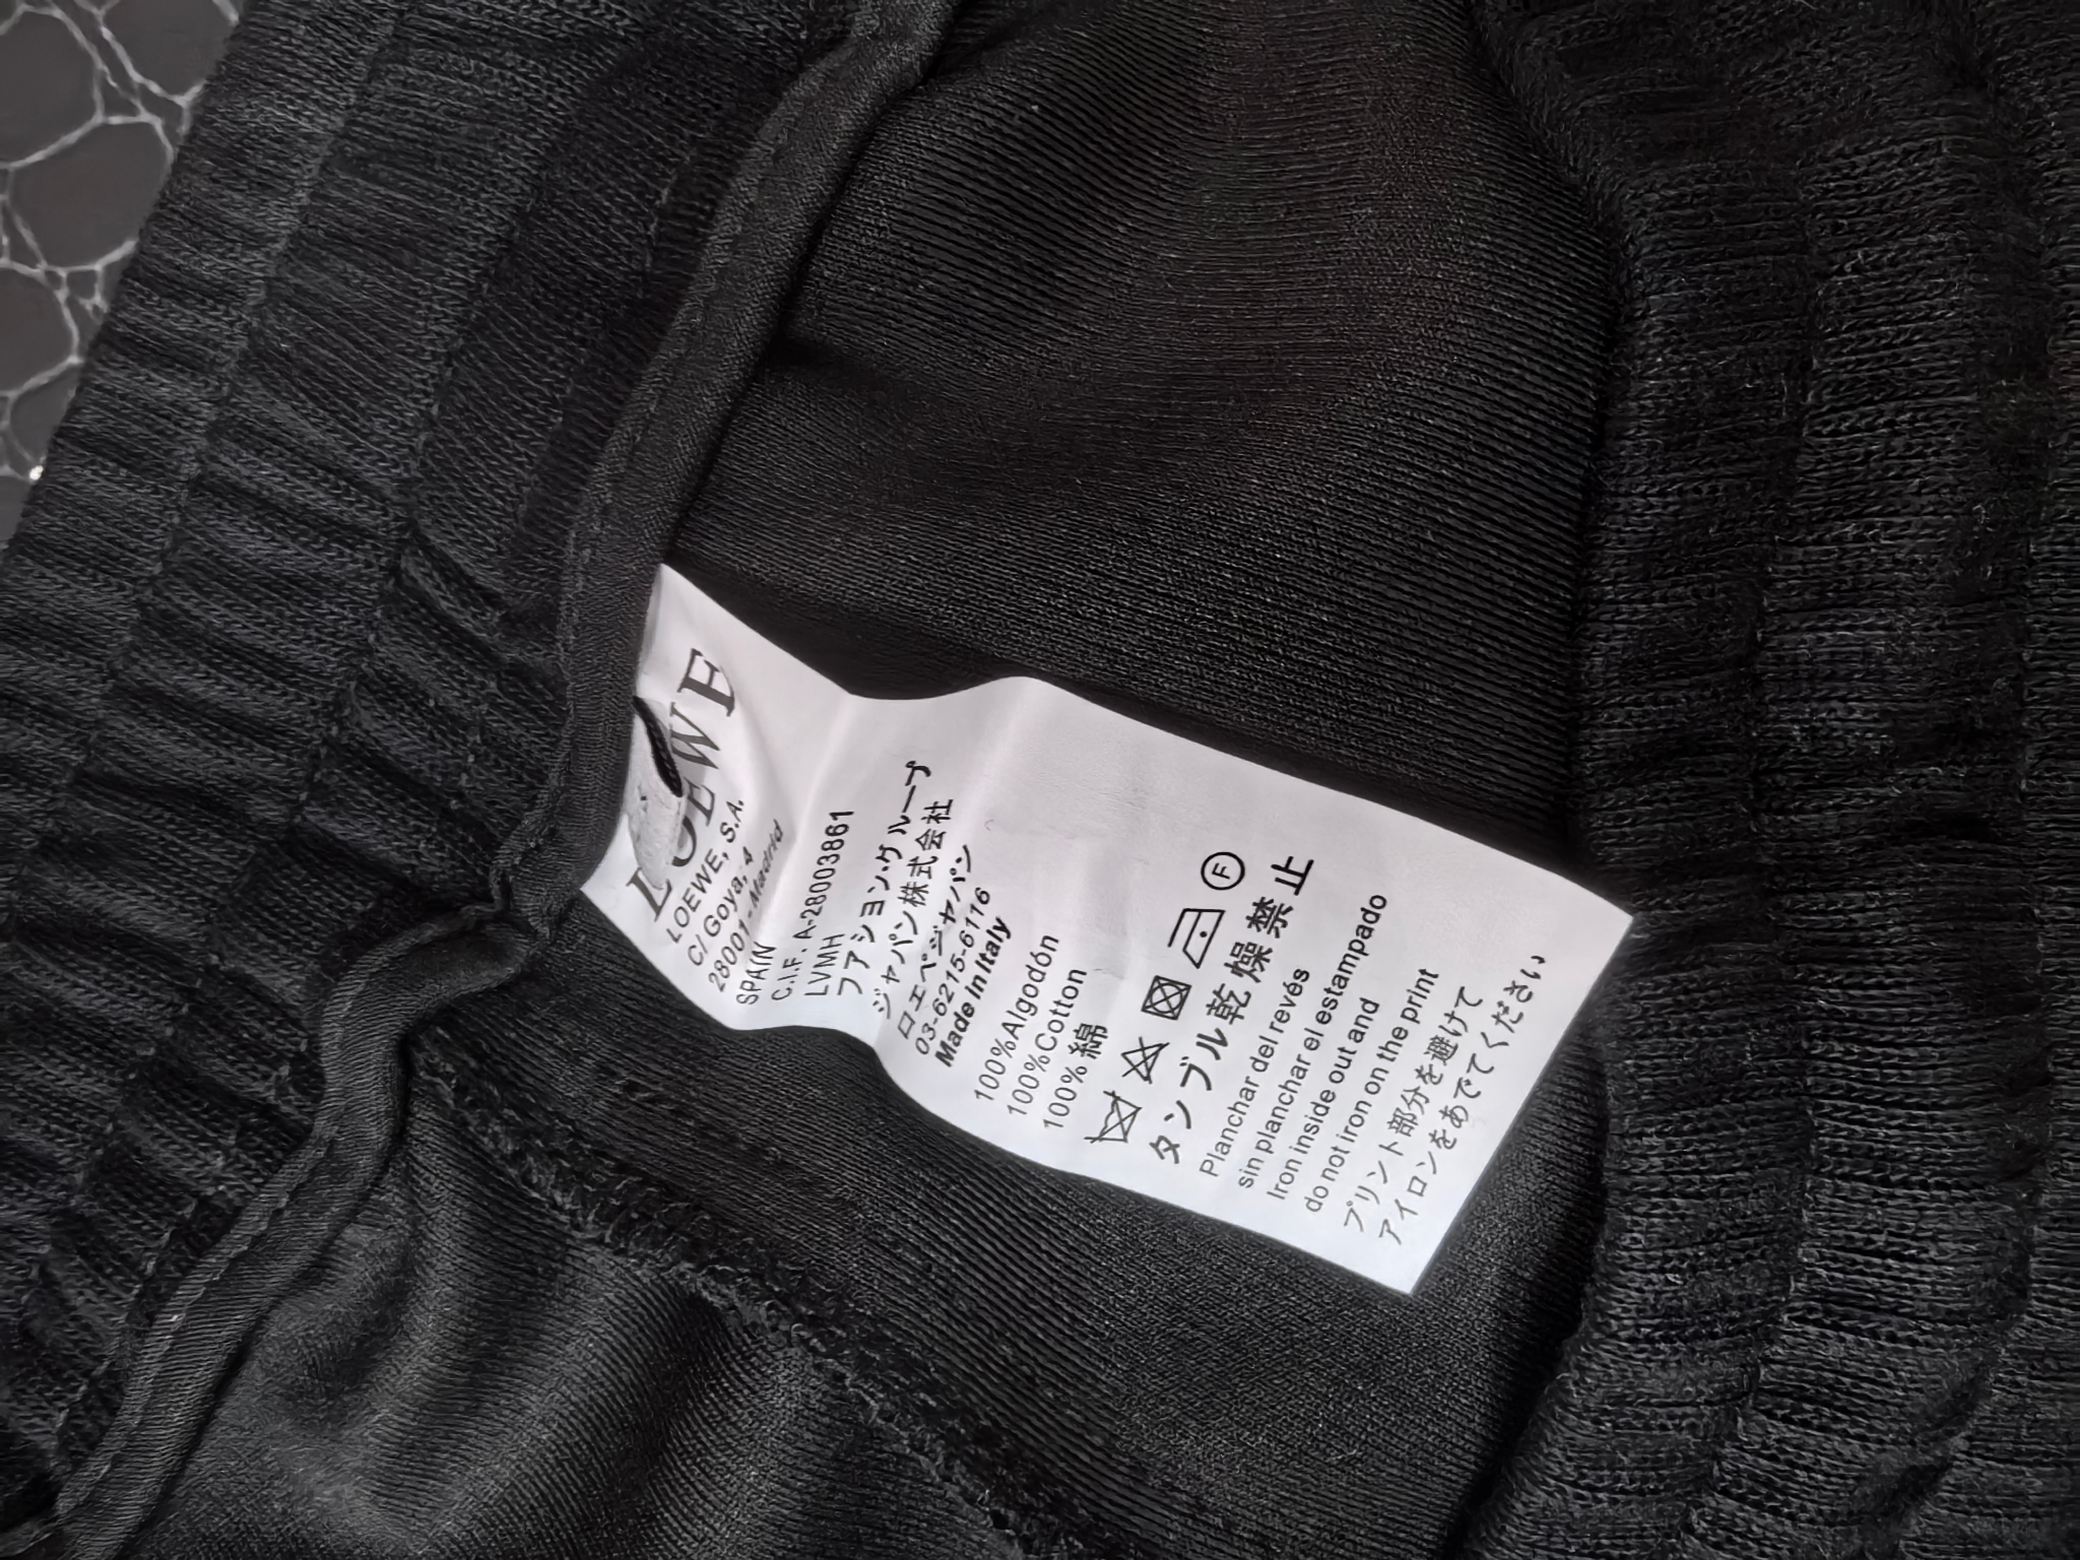 LOEWE
LOEWE, S.A.
C/ Goya, 4
28001 - Madrid
SPAIN
C.I.F. A-28003861
LVMH
ファション・グループ
ジャパン株式会社
ロエベジャパン
03-6215-6116
Made in Italy
100%Algodón
100%Cotton
100%綿
F
タンブル乾燥禁止
Planchar del revés
sin planchar el estampado
Iron inside out and
do not iron on the print
プリント部分を避けて
アイロンをあでてください